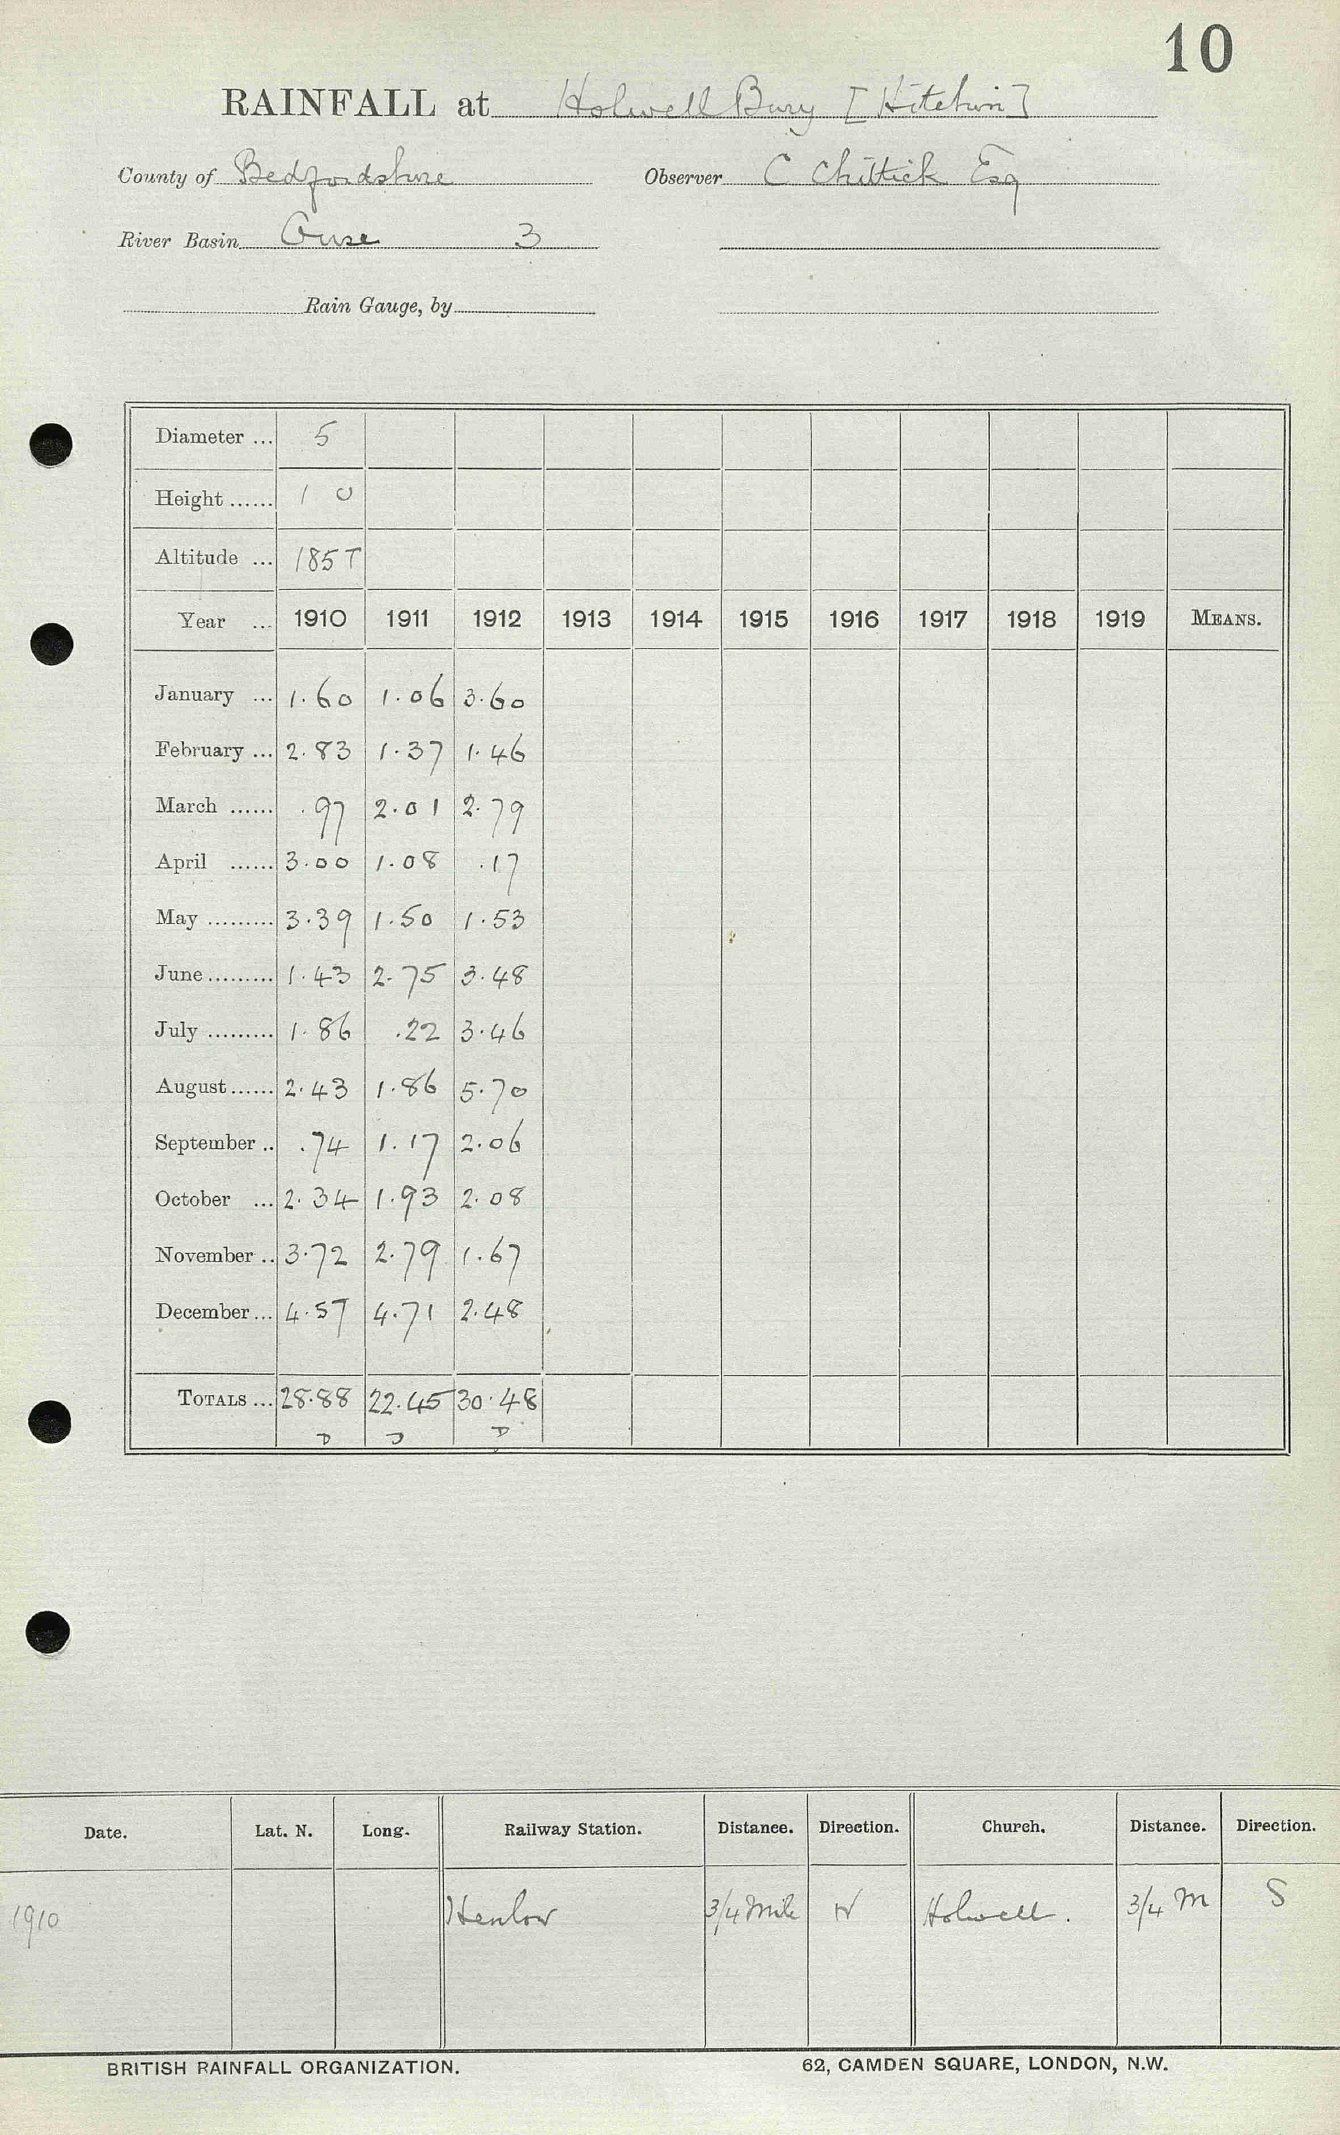 10
RAINFALL at Holwell Bury [Hitchin]
County of Bedfordshire Observer C Chittick Esq
River Basin Ouse 3
Rain Gauge, by
Diameter ... 5
Height ...... 1 0
Altitude ... 185 T
Year ... 1910 1911 1912 1913 1914 1915 1916 1917 1918 1919 MEANS.
January ... 1.60 1.06 3.60
February ... 2.83 1.37 1.46
March ...... .97 2.01 2.79
April ...... 3.00 1.08 .17
May ......... 3.39 1.50 1.53
June ......... 1.43 2.75 3.48
July ......... 1.86 .22 3.46
August ...... 2.43 1.86 5.70
September .. .74 1.17 2.06
October ... 2.34 1.93 2.08
November .. 3.72 2.79 1.67
December ... 4.57 4.71 2.48
TOTALS ... 28.88 22.45 30.48
Date. Lat. N. Long. Railway Station. Distance. Direction. Church. Distance. Direction.
1910 Henlow 3/4 Mile N Holwell. 3/4 M S
BRITISH RAINFALL ORGANIZATION. 62, CAMDEN SQUARE, LONDON, N.W.